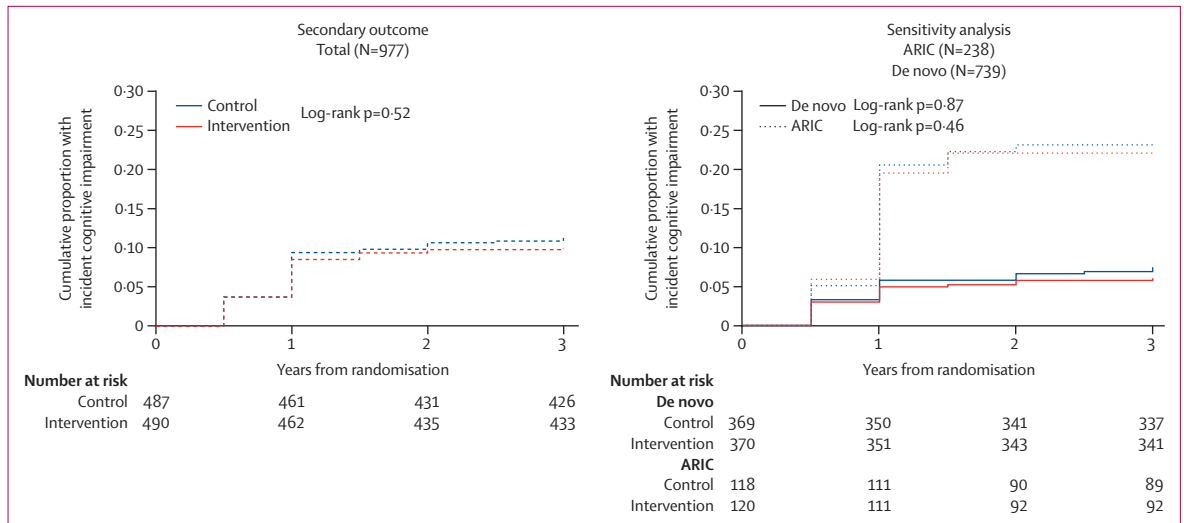 Secondary outcome
Total (N=977)
Cumulative proportion with
incident cognitive impairment
0·30
0·25
0·20
0·15
0·10
0·05
0
Control
Intervention
Log-rank p=0·52
0 1 2 3
Years from randomisation
Number at risk
Control 487 461 431 426
Intervention 490 462 435 433
Sensitivity analysis
ARIC (N=238)
De novo (N=739)
Cumulative proportion with
incident cognitive impairment
0·30
0·25
0·20
0·15
0·10
0·05
0
De novo Log-rank p=0·87
ARIC Log-rank p=0·46
0 1 2 3
Years from randomisation
Number at risk
De novo
Control 369 350 341 337
Intervention 370 351 343 341
ARIC
Control 118 111 90 89
Intervention 120 111 92 92